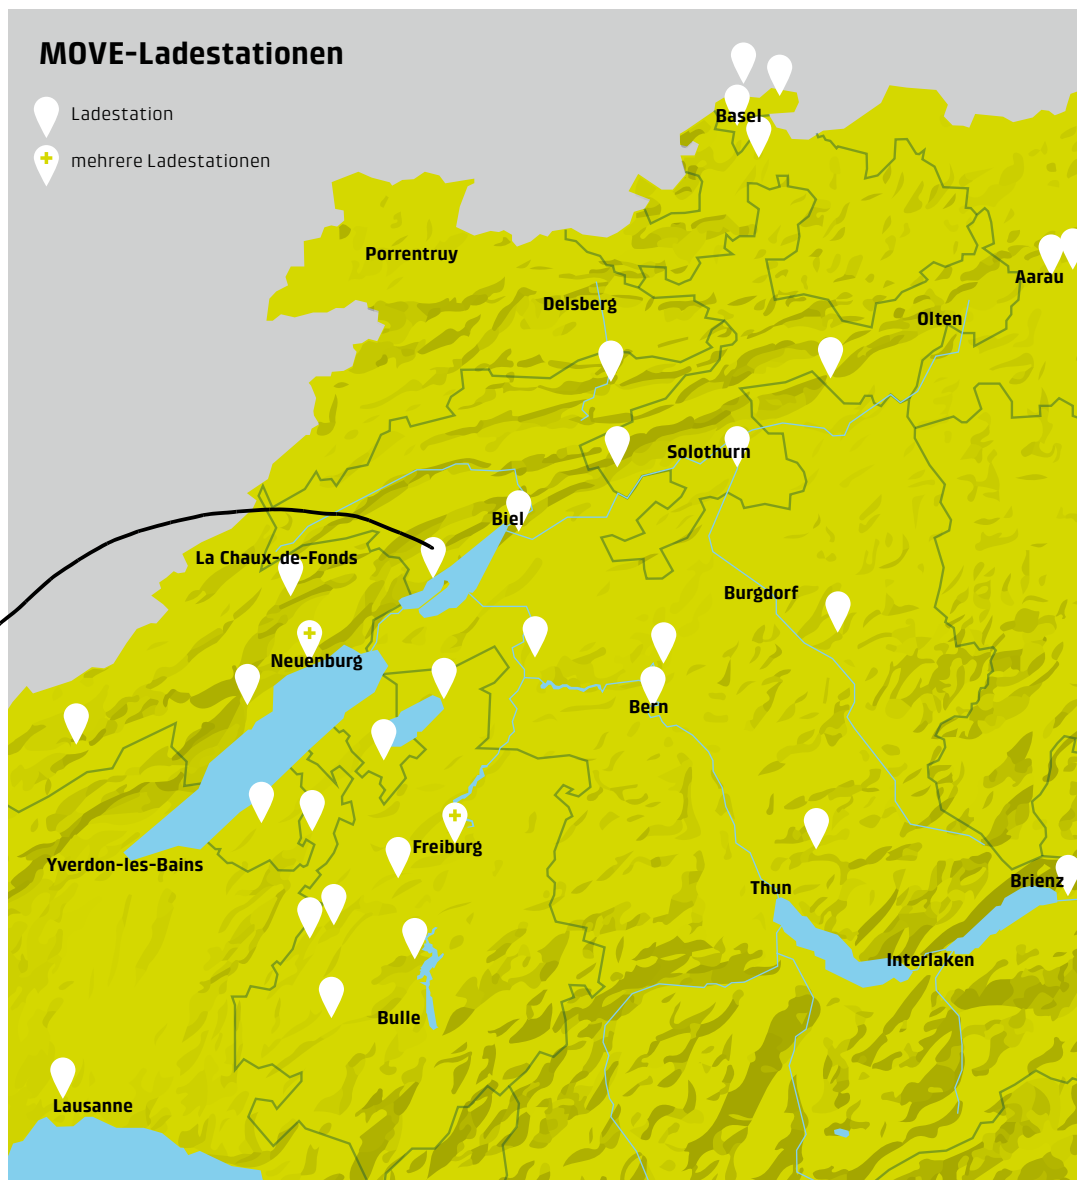 MOVE-Ladestationen
Ladestation
mehrere Ladestationen
Basel
Porrentruy
Aarau
Delsberg
Olten
Solothurn
Biel
La Chaux-de-Fonds
Burgdorf
Neuenburg
Bern
Freiburg
Yverdon-les-Bains
Brienz
Thun
Interlaken
Bulle
Lausanne